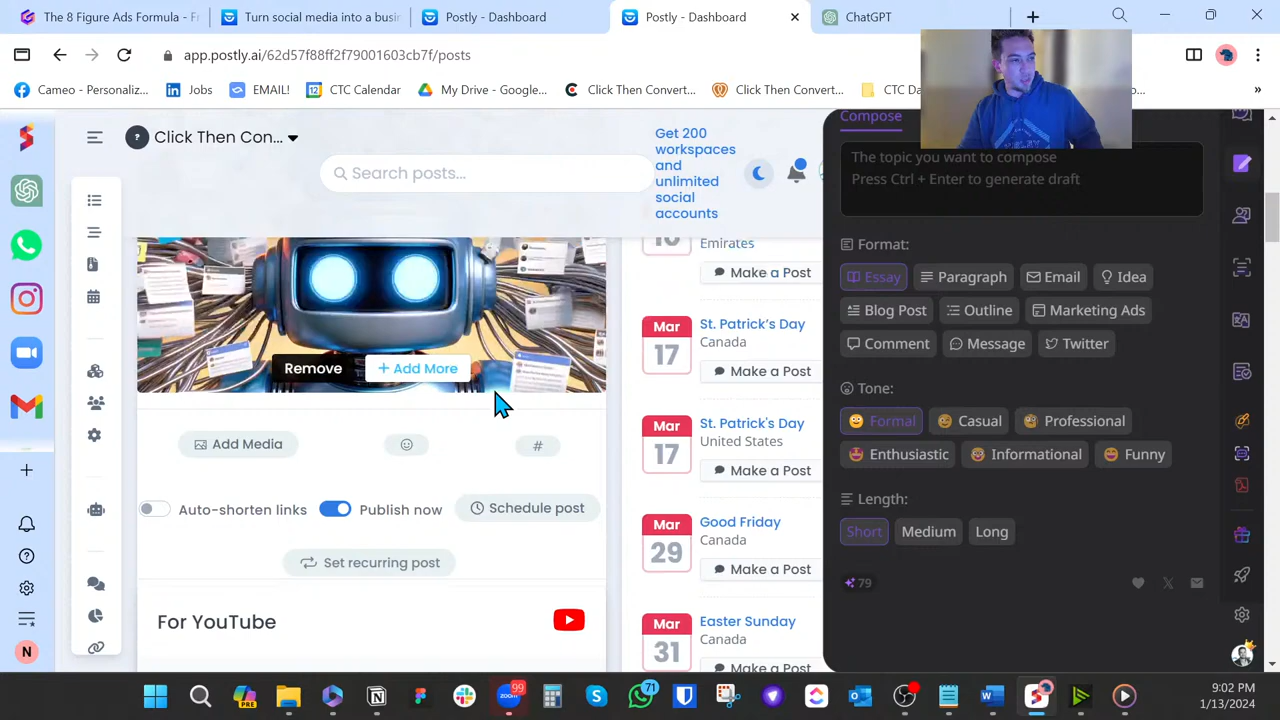 The 8 Figure Ads Formula - Fr
Turn social media into a busi
Postly - Dashboard
Postly - Dashboard
ChatGPT
app.postly.ai/62d57f88ff2f79001603cb7f/posts
Cameo - Personaliz...
Jobs
EMAIL!
CTC Calendar
My Drive - Google...
Click Then Convert...
Click Then Convert...
CTC Da
»
? Click Then Con...
Search posts...
Get 200
workspaces
and
unlimited
social
accounts
Remove
+ Add More
Add Media
#
Auto-shorten links
Publish now
Schedule post
Set recurring post
For YouTube
Emirates
Make a Post
Mar
17
St. Patrick's Day
Canada
Make a Post
Mar
17
St. Patrick's Day
United States
Make a Post
Mar
29
Good Friday
Canada
Make a Post
Mar
31
Easter Sunday
Canada
Make a Post
Compose
The topic you want to compose
Press Ctrl + Enter to generate draft
Format:
Essay
Paragraph
Email
Idea
Blog Post
Outline
Marketing Ads
Comment
Message
Twitter
Tone:
Formal
Casual
Professional
Enthusiastic
Informational
Funny
Length:
Short
Medium
Long
79
N
PRE
99
71
9:02 PM
1/13/2024